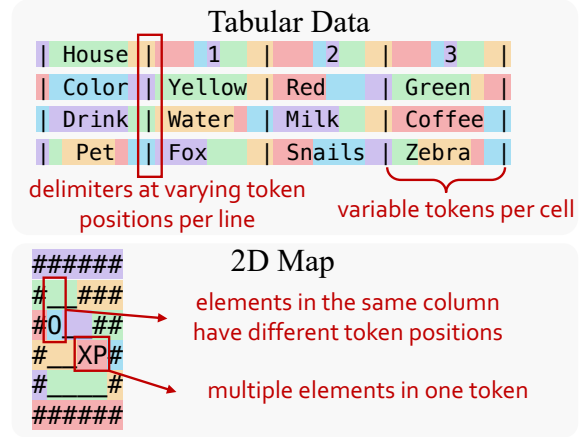 Tabular Data
| House | 1 | 2 | 3 |
| Color | Yellow | Red | Green |
| Drink | Water | Milk | Coffee |
| Pet | Fox | Snails | Zebra |
delimiters at varying token
positions per line
variable tokens per cell
2D Map
######
#__###
#O__##
#__XP#
#____#
######
elements in the same column
have different token positions
multiple elements in one token